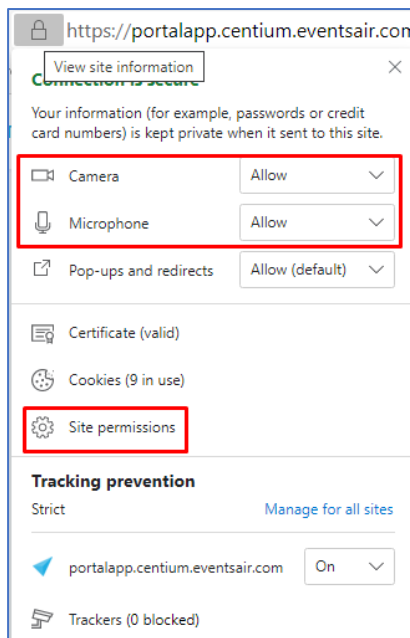 https://portalapp.centium.eventsair.com
View site information
Connection is secure
Your information (for example, passwords or credit
card numbers) is kept private when it sent to this site.
Camera
Allow
Microphone
Allow
Pop-ups and redirects
Allow (default)
Certificate (valid)
Cookies (9 in use)
Site permissions
Tracking prevention
Strict
Manage for all sites
portalapp.centium.eventsair.com
On
Trackers (0 blocked)